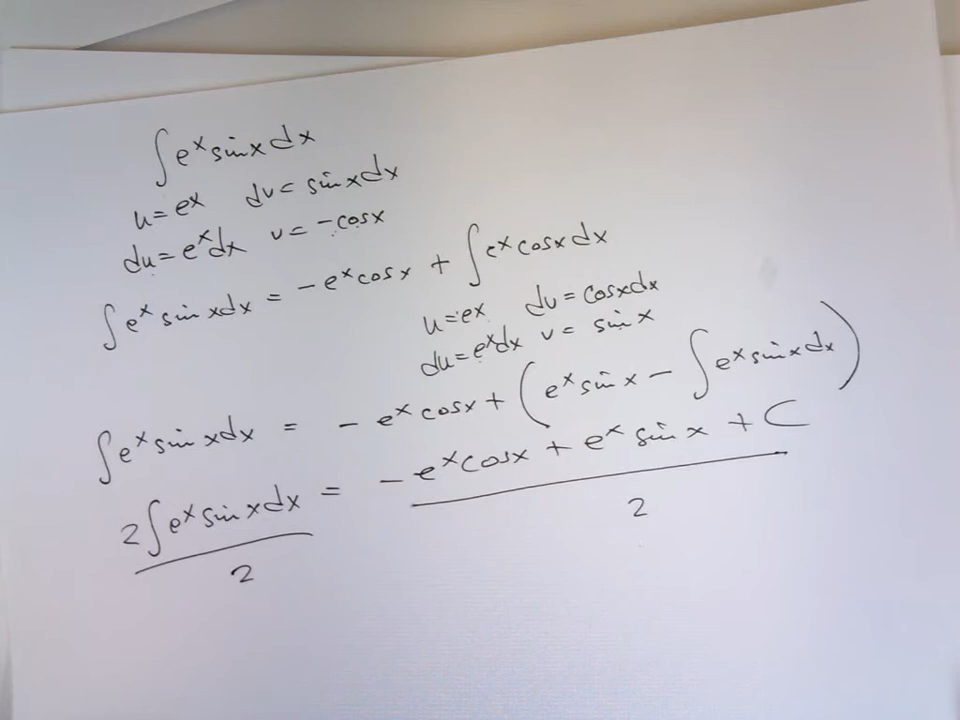 ∫e^x sin x dx
u = e^x dv = sin x dx
du = e^x dx v = -cos x
∫e^x sin x dx = -e^x cos x + ∫e^x cos x dx
u = e^x dv = cos x dx
du = e^x dx v = sin x
∫e^x sin x dx = -e^x cos x + (e^x sin x - ∫e^x sin x dx)
2∫e^x sin x dx = -e^x cos x + e^x sin x + C
2 2